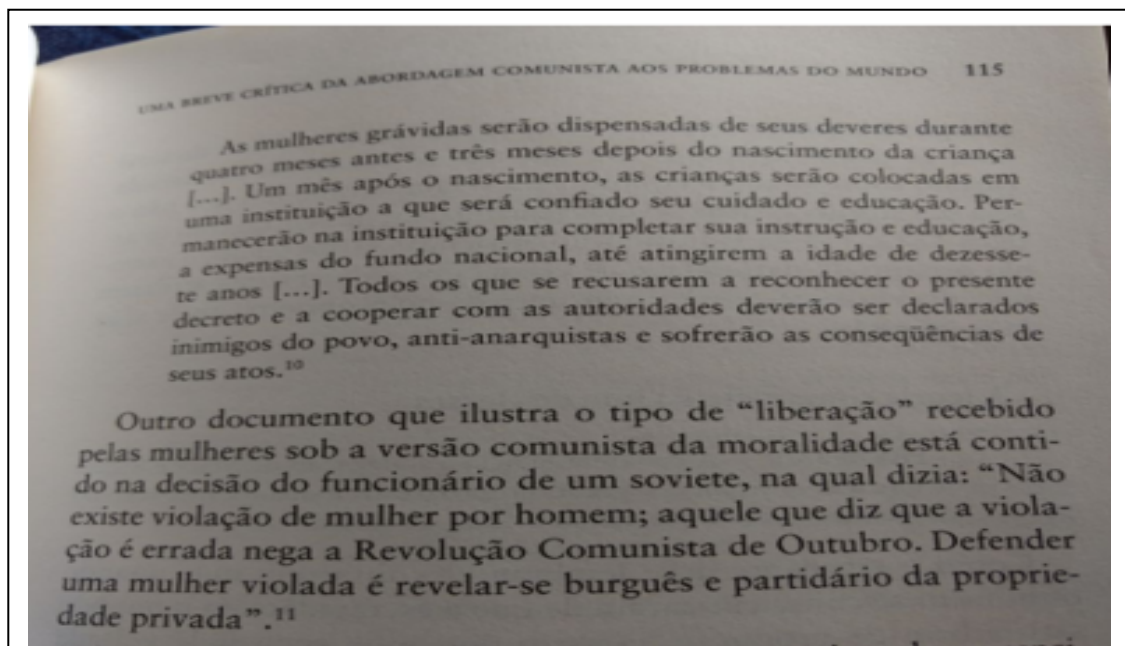 UMA BREVE CRÍTICA DA ABORDAGEM COMUNISTA AOS PROBLEMAS DO MUNDO 115
As mulheres grávidas serão dispensadas de seus deveres durante
quatro meses antes e três meses depois do nascimento da criança
[...]. Um mês após o nascimento, as crianças serão colocadas em
uma instituição a que será confiado seu cuidado e educação. Per-
manecerão na instituição para completar sua instrução e educação,
a expensas do fundo nacional, até atingirem a idade de dezesse-
te anos [...]. Todos os que se recusarem a reconhecer o presente
decreto e a cooperar com as autoridades deverão ser declarados
inimigos do povo, anti-anarquistas e sofrerão as conseqüências de
seus atos.¹⁰
Outro documento que ilustra o tipo de “liberação” recebido
pelas mulheres sob a versão comunista da moralidade está conti-
do na decisão do funcionário de um soviete, na qual dizia: “Não
existe violação de mulher por homem; aquele que diz que a viola-
ção é errada nega a Revolução Comunista de Outubro. Defender
uma mulher violada é revelar-se burguês e partidário da proprie-
dade privada”.¹¹